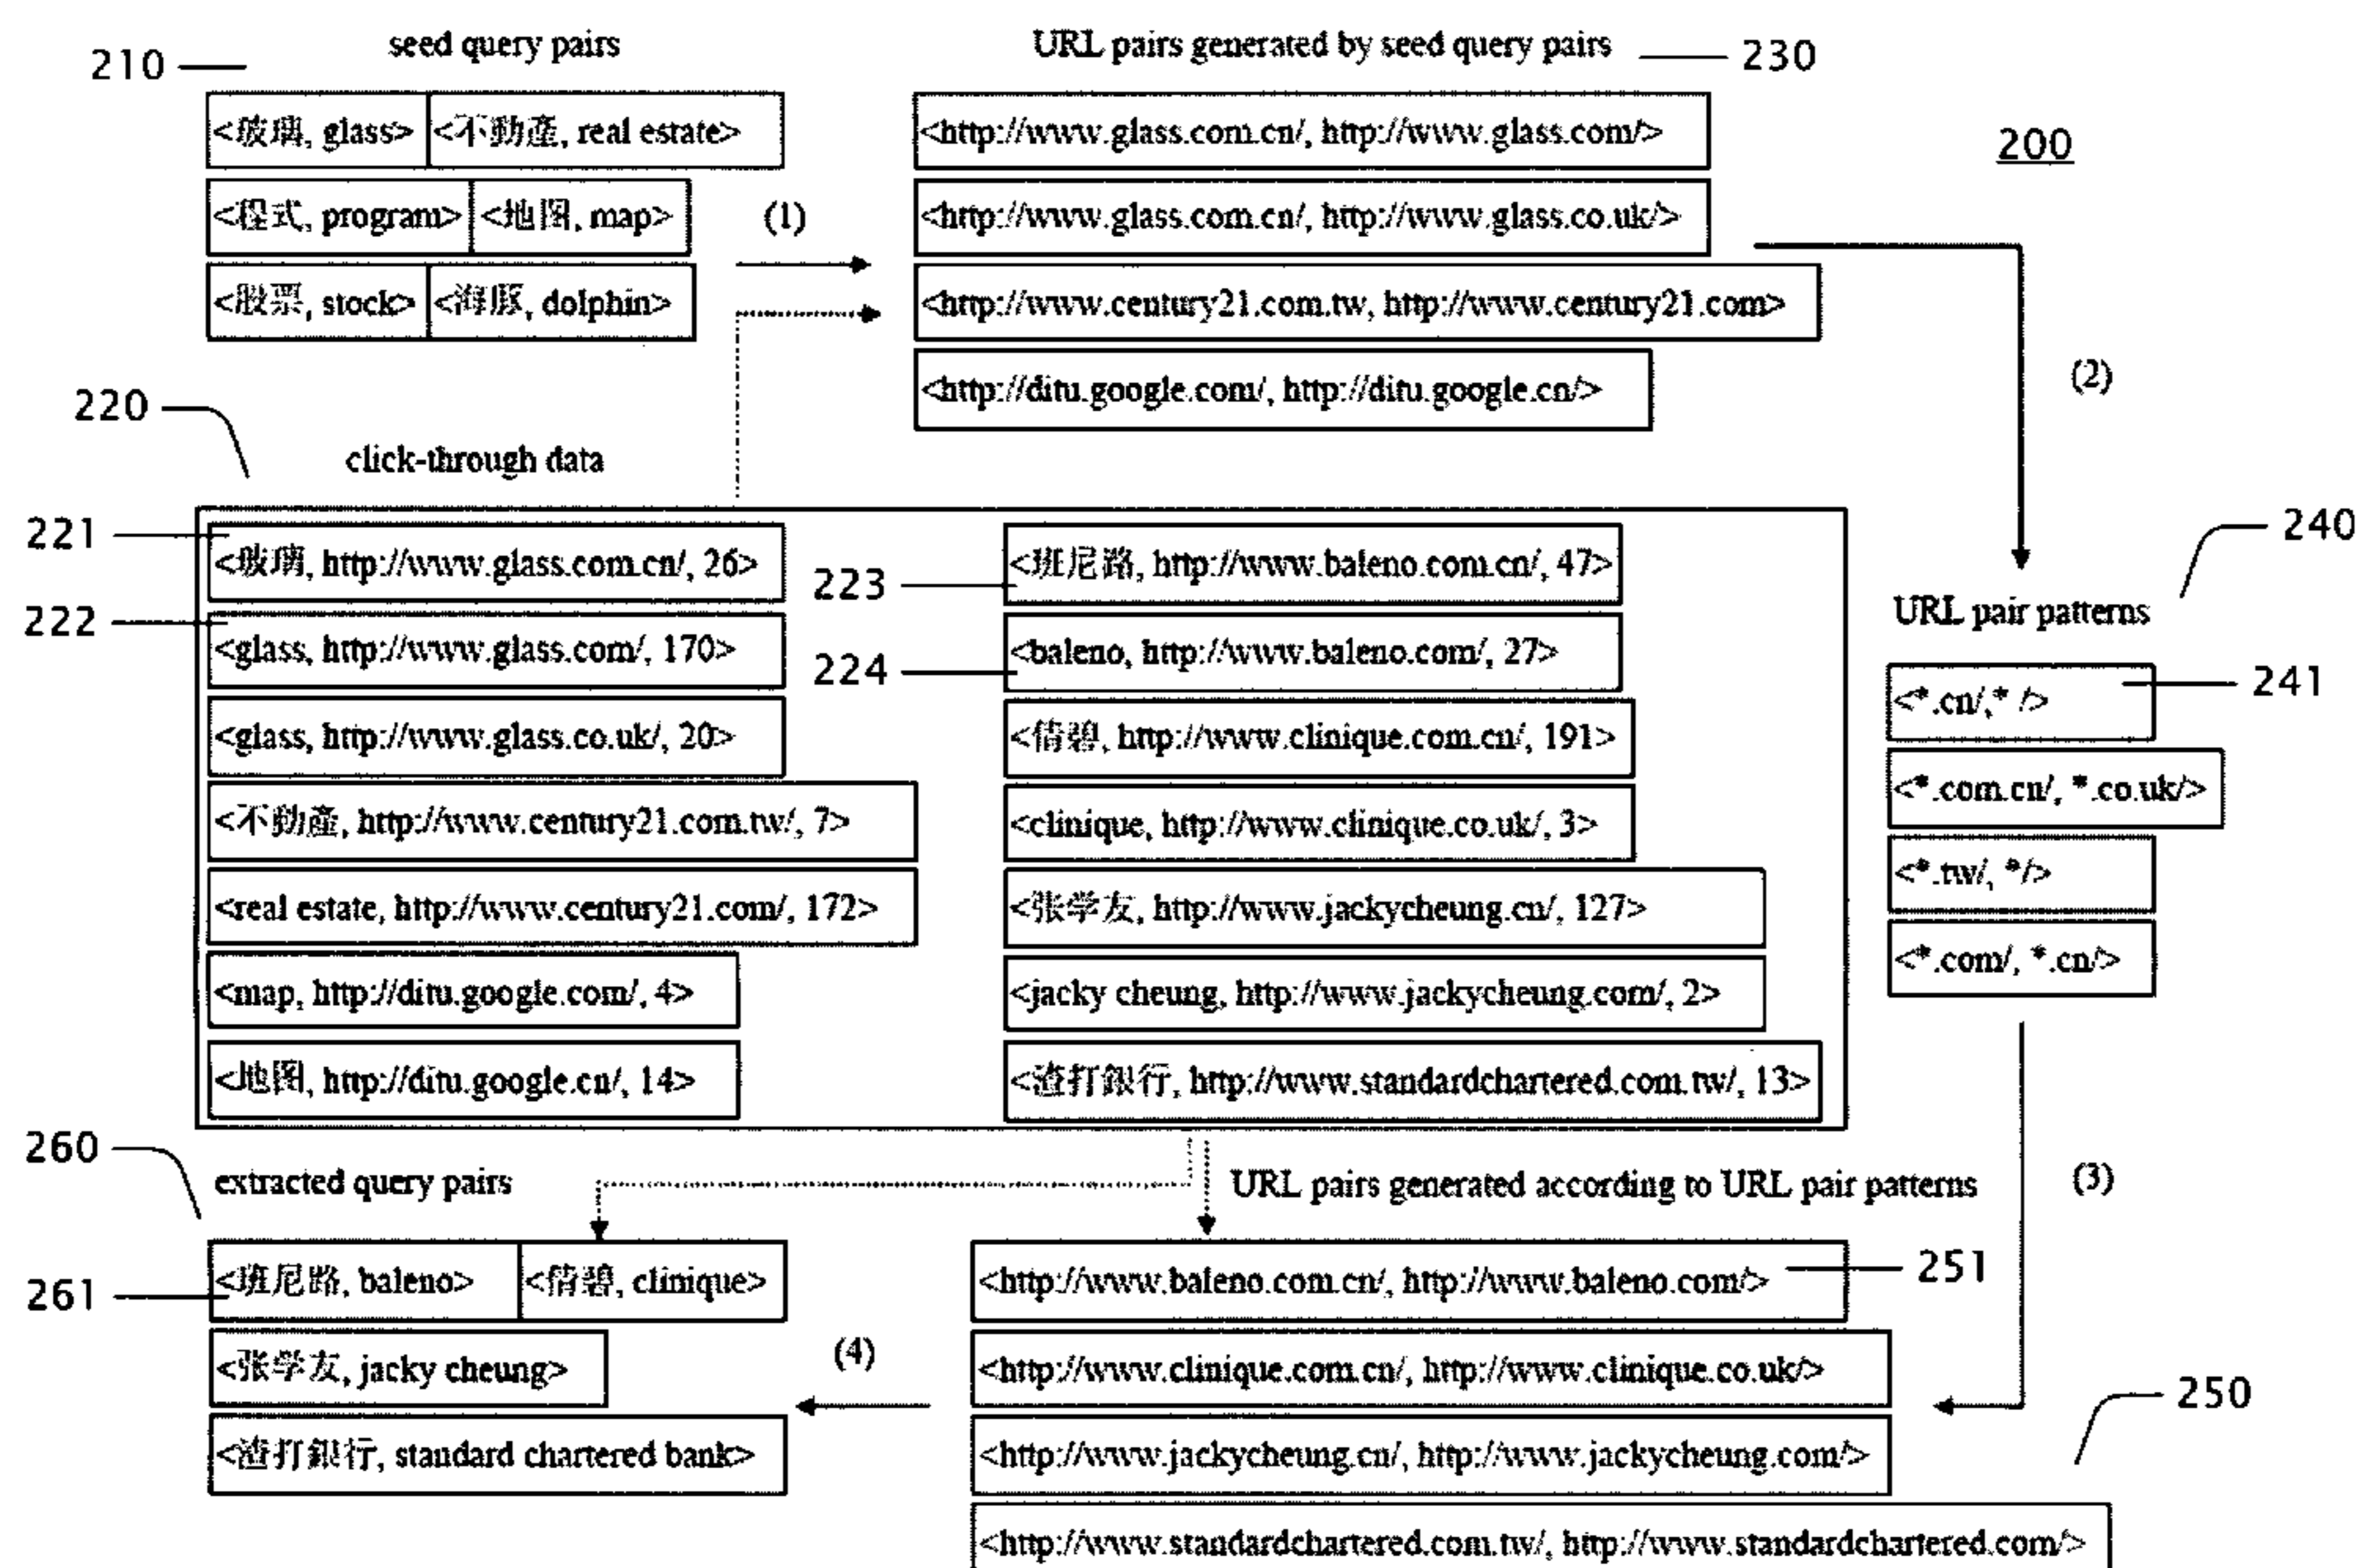 seed query pairs
210
<玻璃, glass> <不動產, real estate>
<程式, program> <地图, map>
<股票, stock> <海豚, dolphin>
(1)
URL pairs generated by seed query pairs
230
<http://www.glass.com.cn/, http://www.glass.com/>
<http://www.glass.com.cn/, http://www.glass.co.uk/>
<http://www.century21.com.tw, http://www.century21.com>
<http://ditu.google.com/, http://ditu.google.cn/>
200
(2)
220
click-through data
221
<玻璃, http://www.glass.com.cn/, 26>
222
<glass, http://www.glass.com/, 170>
<glass, http://www.glass.co.uk/, 20>
<不動產, http://www.century21.com.tw/, 7>
<real estate, http://www.century21.com/, 172>
<map, http://ditu.google.com/, 4>
<地图, http://ditu.google.cn/, 14>
223
<班尼路, http://www.baleno.com.cn/, 47>
224
<baleno, http://www.baleno.com/, 27>
<倩碧, http://www.clinique.com.cn/, 191>
<clinique, http://www.clinique.co.uk/, 3>
<张学友, http://www.jackycheung.cn/, 127>
<jacky cheung, http://www.jackycheung.com/, 2>
<渣打銀行, http://www.standardchartered.com.tw/, 13>
240
URL pair patterns
241
<*.cn/,* />
<*.com.cn/, *.co.uk/>
<*.tw/, */>
<*.com/, *.cn/>
(3)
260
extracted query pairs
261
<班尼路, baleno> <倩碧, clinique>
<张学友, jacky cheung>
<渣打銀行, standard chartered bank>
(4)
URL pairs generated according to URL pair patterns
<http://www.baleno.com.cn/, http://www.baleno.com/>
251
<http://www.clinique.com.cn/, http://www.clinique.co.uk/>
250
<http://www.jackycheung.cn/, http://www.jackycheung.com/>
<http://www.standardchartered.com.tw/, http://www.standardchartered.com/>